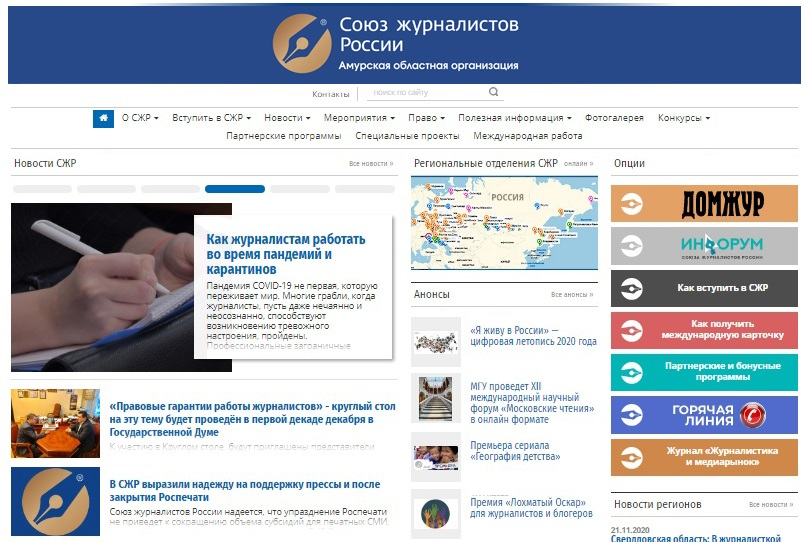 Союз журналистов
России
Амурская областная организация
Контакты
поиск по сайту
О СЖР
Вступить в СЖР
Новости
Мероприятия
Право
Полезная информация
Фотогалерея
Конкурсы
Партнерские программы
Специальные проекты
Международная работа
Новости СЖР
Все новости »
Как журналистам работать
во время пандемий и
карантинов
Пандемия COVID-19 не первая, которую
переживает мир. Многие грабли, когда
журналисты, пусть даже нечаянно и
неосознанно, способствуют
возникновению тревожного
настроения, пройдены.
Профессиональные заграничные
«Правовые гарантии работы журналистов» - круглый стол
на эту тему будет проведён в первой декаде декабря в
Государственной Думе
К участию в Круглом столе, будут приглашены представители
В СЖР выразили надежду на поддержку прессы и после
закрытия Роспечати
Союз журналистов России надеется, что упразднение Роспечати
не приведет к сокращению объема субсидий для печатных СМИ.
Региональные отделения СЖР
онлайн »
РОССИЯ
Анонсы
Все анонсы »
«Я живу в России» —
цифровая летопись 2020 года
МГУ проведет XII
международный научный
форум «Московские чтения»
в онлайн формате
Премьера сериала
«География детства»
Премия «Лохматый Оскар»
для журналистов и блогеров
Опции
ДОМЖУР
ИНФОРУМ
СОЮЗА ЖУРНАЛИСТОВ РОССИИ
Как вступить в СЖР
Как получить
международную карточку
Партнерские и бонусные
программы
ГОРЯЧАЯ
ЛИНИЯ
Журнал «Журналистика
и медиарынок»
Новости регионов
Все новости »
21.11.2020
Свердловская область: В журналистской